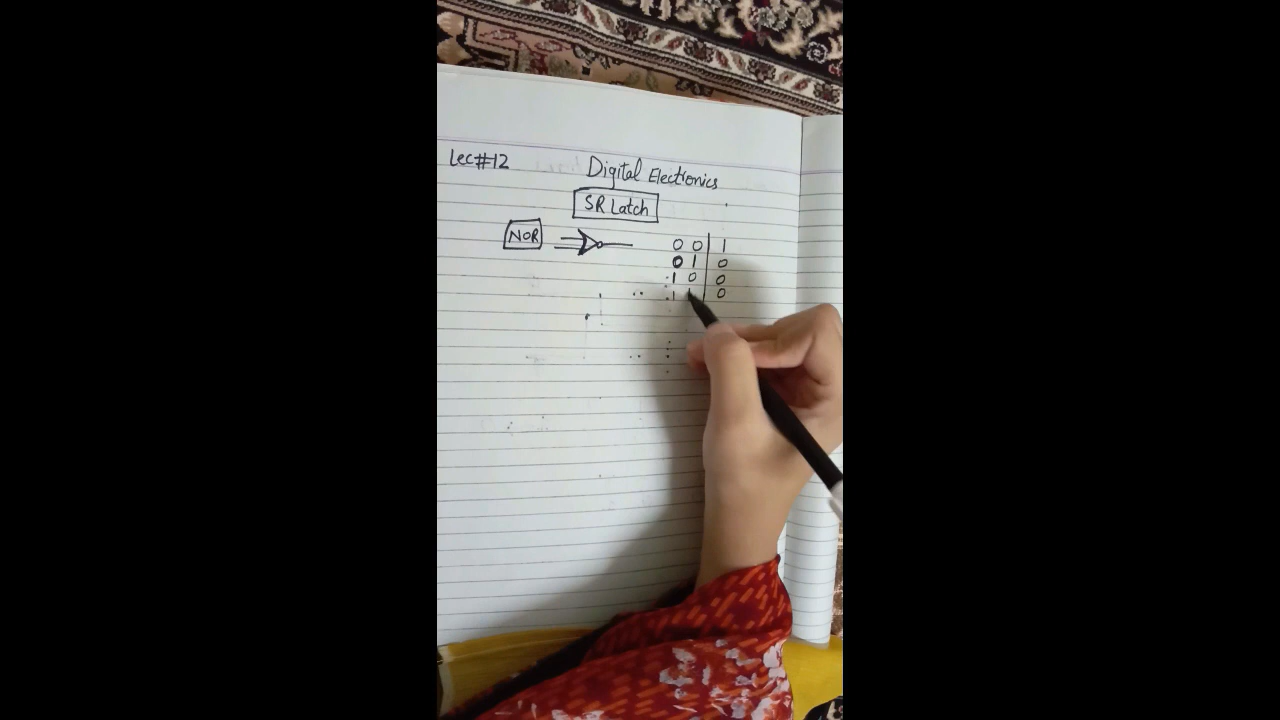 Lec#12
Digital Electronics
SR Latch
NOR
0 0 | 1
0 1 | 0
1 0 | 0
1 1 | 0